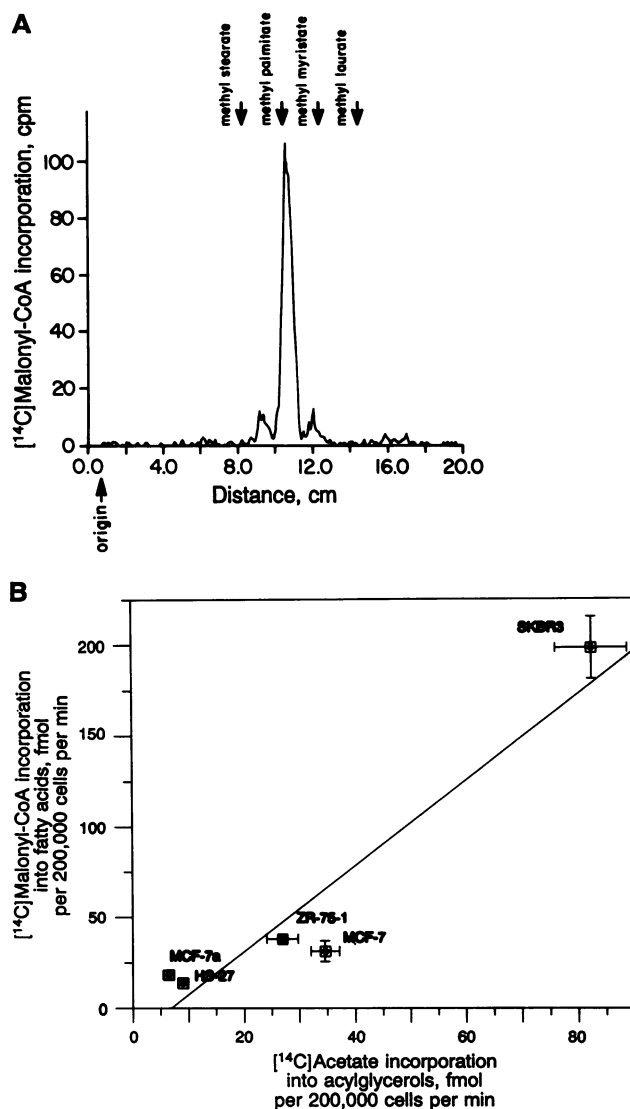 A
methyl stearate
methyl palmitate
methyl myristate
methyl laurate
[¹⁴C]Malonyl-CoA incorporation, cpm
100
80
60
40
20
0
0.0 4.0 8.0 12.0 16.0 20.0
Distance, cm
origin
B
[¹⁴C]Malonyl-CoA incorporation
into fatty acids, fmol
per 200,000 cells per min
200
150
100
50
0
SKBR3
ZR-75-1
MCF-7
MCF-7a
HS-27
0 20 40 60 80
[¹⁴C]Acetate incorporation
into acylglycerols, fmol
per 200,000 cells per min